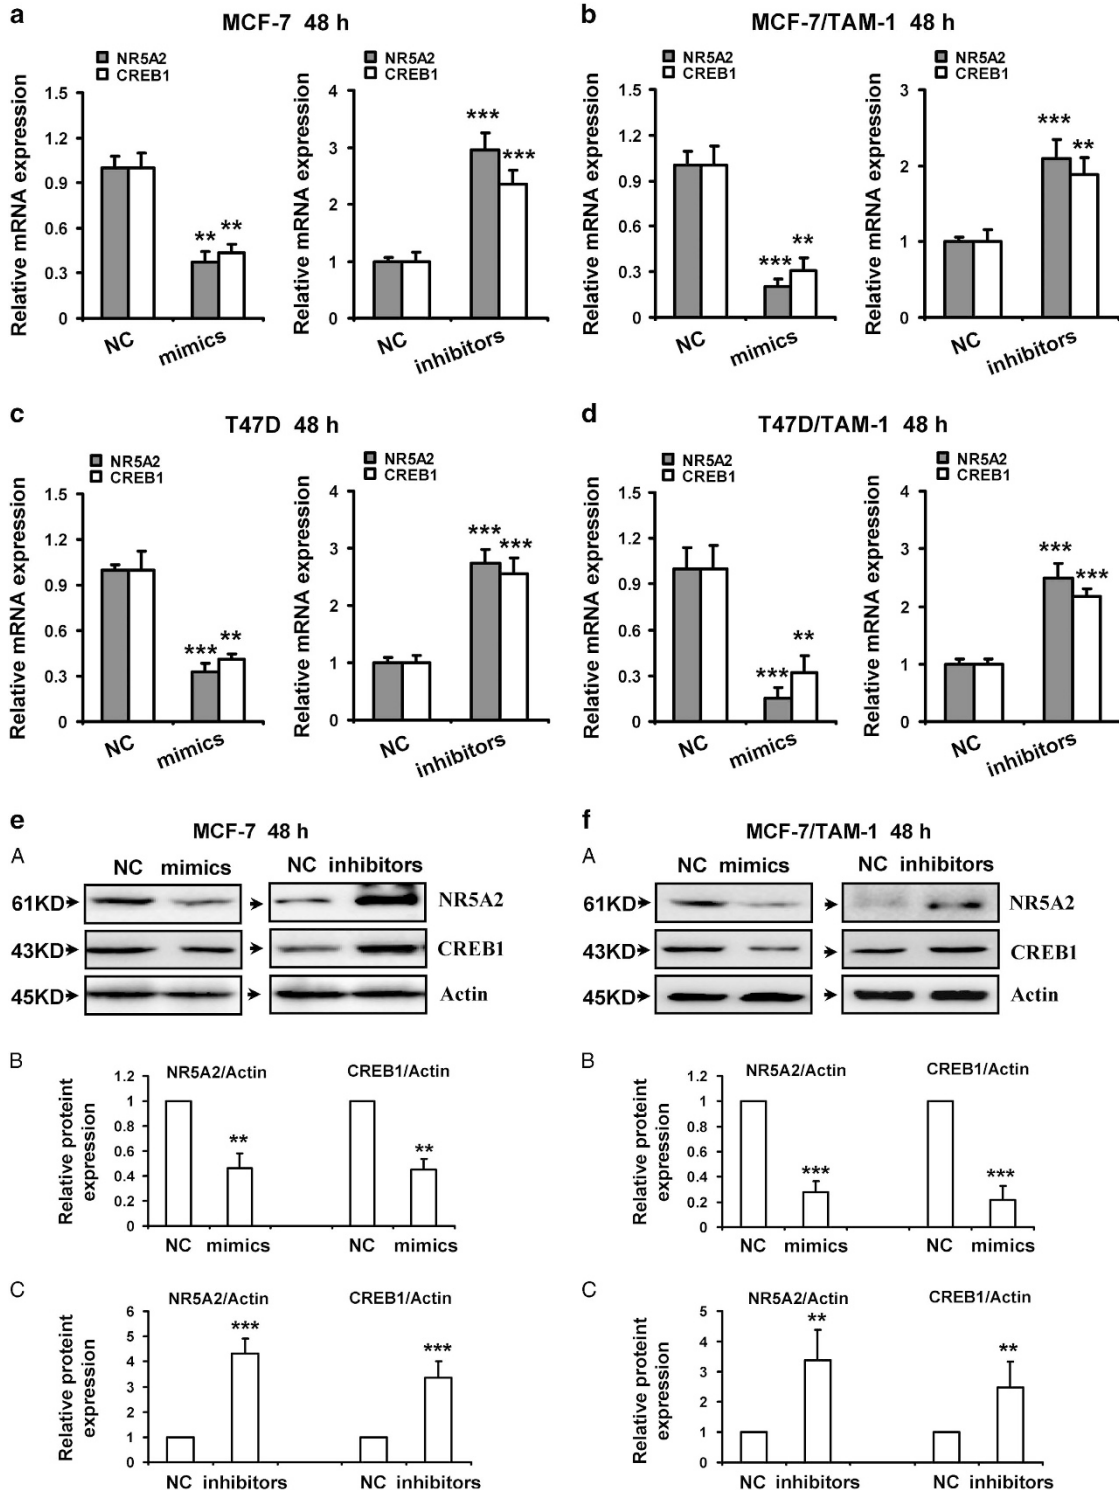 a
MCF-7 48 h
NR5A2
CREB1
Relative mRNA expression
1.5
1.2
0.9
0.6
0.3
0
**
**
NC
mimics
NR5A2
CREB1
Relative mRNA expression
4
3
2
1
0
***
***
NC
inhibitors
b
MCF-7/TAM-1 48 h
NR5A2
CREB1
Relative mRNA expression
1.5
1.2
0.9
0.6
0.3
0
***
**
NC
mimics
NR5A2
CREB1
Relative mRNA expression
3
2
1
0
***
**
NC
inhibitors
c
T47D 48 h
NR5A2
CREB1
Relative mRNA expression
1.5
1.2
0.9
0.6
0.3
0
***
**
NC
mimics
NR5A2
CREB1
Relative mRNA expression
4
3
2
1
0
***
***
NC
inhibitors
d
T47D/TAM-1 48 h
NR5A2
CREB1
Relative mRNA expression
1.5
1.2
0.9
0.6
0.3
0
***
**
NC
mimics
NR5A2
CREB1
Relative mRNA expression
4
3
2
1
0
***
***
NC
inhibitors
e
MCF-7 48 h
A
NC mimics
NC inhibitors
61KD
NR5A2
43KD
CREB1
45KD
Actin
B
NR5A2/Actin
CREB1/Actin
Relative proteint
expression
1.2
1
0.8
0.6
0.4
0.2
0
**
**
NC mimics
NC mimics
C
NR5A2/Actin
CREB1/Actin
Relative proteint
expression
6
5
4
3
2
1
0
***
***
NC inhibitors
NC inhibitors
f
MCF-7/TAM-1 48 h
A
NC mimics
NC inhibitors
61KD
NR5A2
43KD
CREB1
45KD
Actin
B
NR5A2/Actin
CREB1/Actin
Relative proteint
expression
1.2
1
0.8
0.6
0.4
0.2
0
***
***
NC mimics
NC mimics
C
NR5A2/Actin
CREB1/Actin
Relative proteint
expression
5
4
3
2
1
0
**
**
NC inhibitors
NC inhibitors